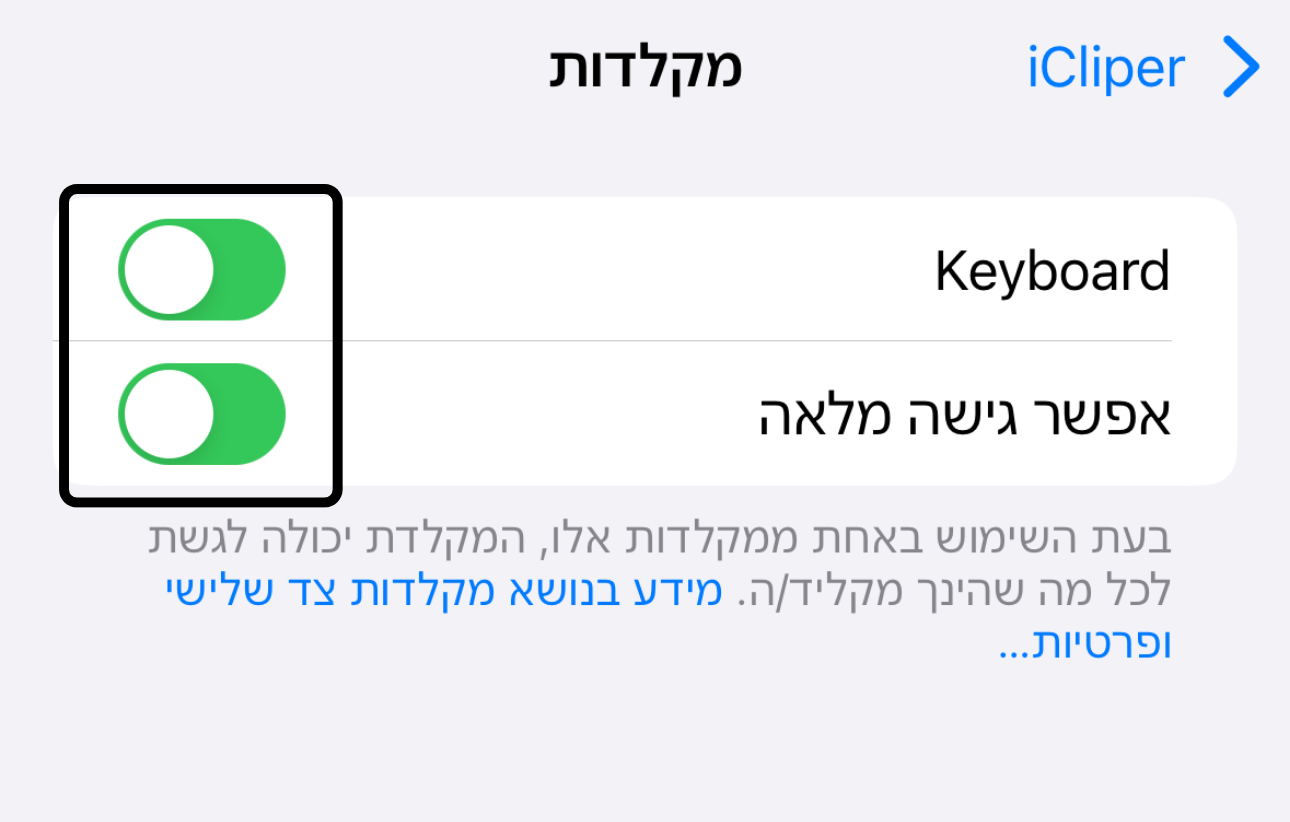 iCliper
מקלדות
Keyboard
אפשר גישה מלאה
בעת השימוש באחת ממקלדות אלו, המקלדת יכולה לגשת
לכל מה שהינך מקליד/ה. מידע בנושא מקלדות צד שלישי
ופרטיות...